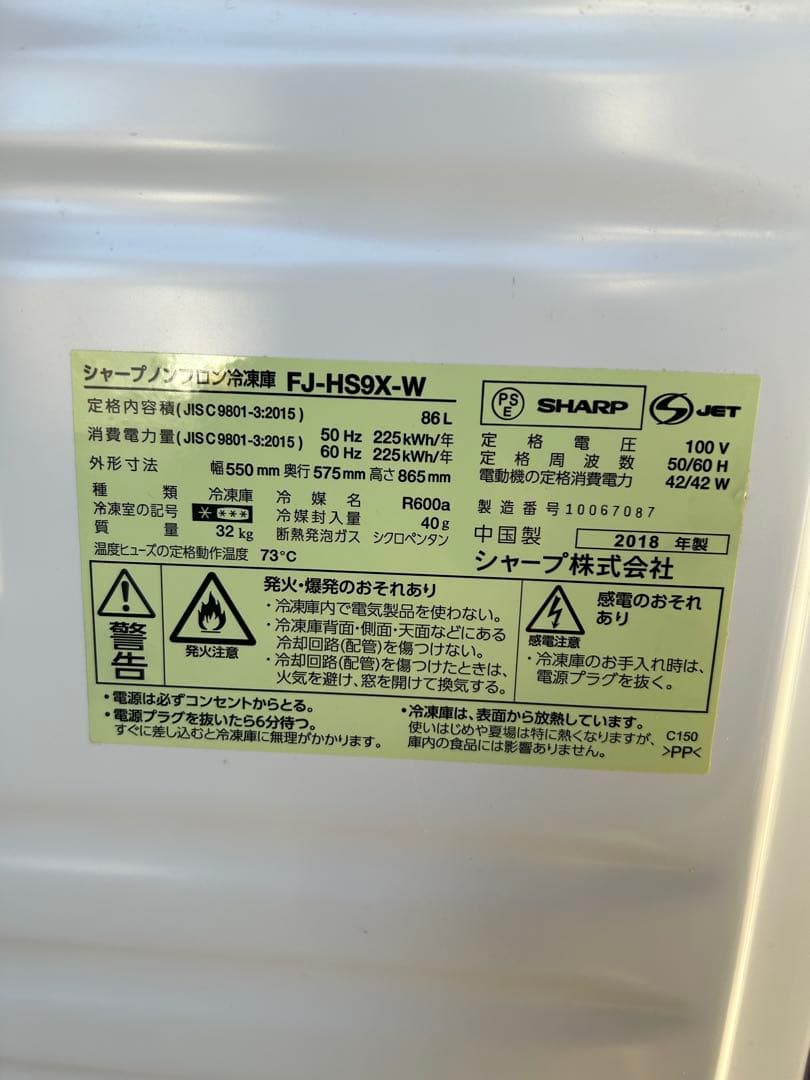 シャープノンフロン冷凍庫 FJ-HS9X-W
定格内容積(JIS C 9801-3:2015) 86 L
消費電力量(JIS C 9801-3:2015) 50 Hz 225 kWh/年
60 Hz 225 kWh/年
外形寸法 幅 550 mm 奥行 575 mm 高さ 865 mm
種類 冷凍庫
冷凍室の記号 * ***
質量 32 kg
冷媒名 R600a
冷媒封入量 40 g
断熱発泡ガス シクロペンタン
温度ヒューズの定格動作温度 73℃
PSE SHARP S JET
定格電圧 100 V
定格周波数 50/60 H
電動機の定格消費電力 42/42 W
製造番号 10067087
中国製 2018 年製
シャープ株式会社
警告
発火注意
発火・爆発のおそれあり
・冷凍庫内で電気製品を使わない。
・冷凍庫背面・側面・天面などにある
冷却回路(配管)を傷つけない。
・冷却回路(配管)を傷つけたときは、
火気を避け、窓を開けて換気する。
感電注意
感電のおそれ
あり
・冷凍庫のお手入れ時は、
電源プラグを抜く。
・電源は必ずコンセントからとる。
・電源プラグを抜いたら6分待つ。
すぐに差し込むと冷凍庫に無理がかかります。
・冷凍庫は、表面から放熱しています。
使いはじめや夏場は特に熱くなりますが、
庫内の食品には影響ありません。
C150
>PP<